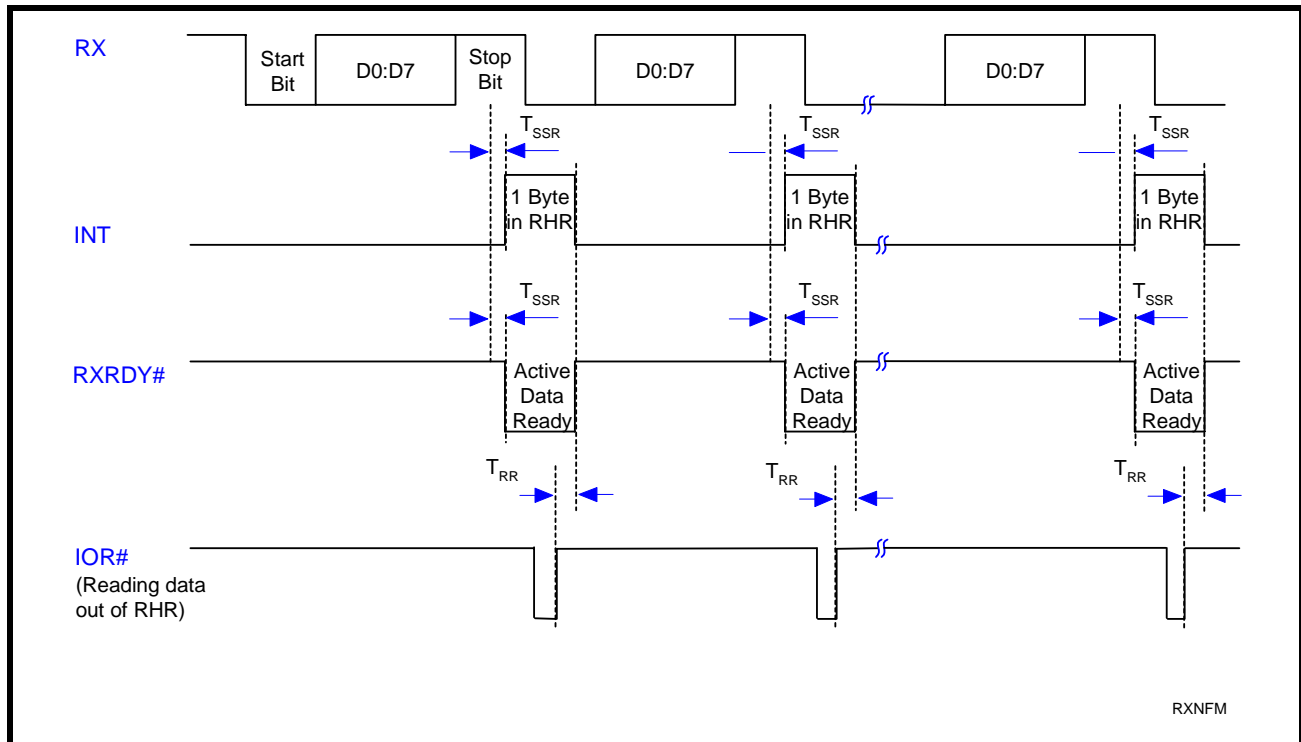 RX
Start
Bit
D0:D7
Stop
Bit
D0:D7
D0:D7
TSSR
TSSR
TSSR
INT
1 Byte
in RHR
1 Byte
in RHR
1 Byte
in RHR
TSSR
TSSR
TSSR
RXRDY#
Active
Data
Ready
Active
Data
Ready
Active
Data
Ready
TRR
TRR
TRR
IOR#
(Reading data
out of RHR)
RXNFM